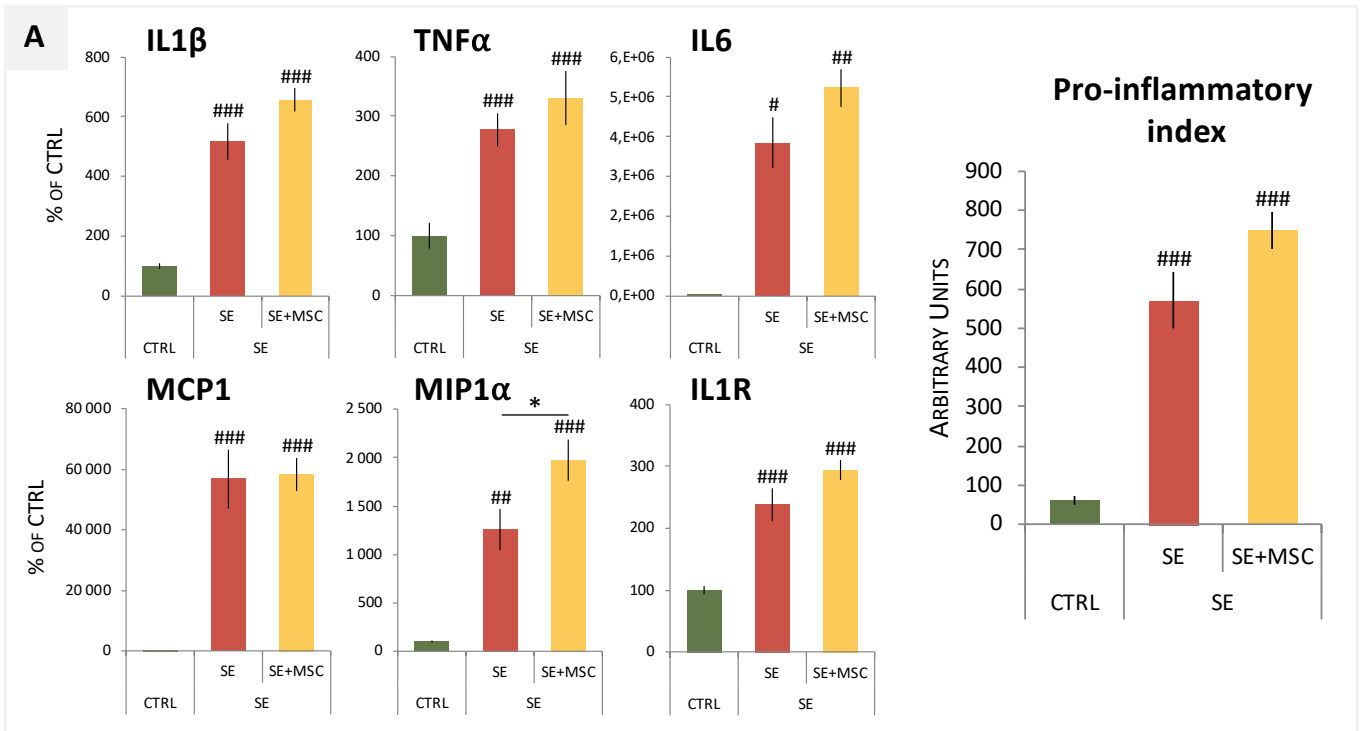 A
IL1β
800
600
400
200
0
% OF CTRL
###
###
SE
SE+MSC
CTRL
SE
TNFα
400
300
200
100
0
###
###
SE
SE+MSC
CTRL
SE
IL6
6,E+06
5,E+06
4,E+06
3,E+06
2,E+06
1,E+06
0,E+00
#
##
SE
SE+MSC
CTRL
SE
MCP1
80 000
60 000
40 000
20 000
0
% OF CTRL
###
###
SE
SE+MSC
CTRL
SE
MIP1α
2 500
2 000
1 500
1 000
500
0
*
##
###
SE
SE+MSC
CTRL
SE
IL1R
400
300
200
100
0
###
###
SE
SE+MSC
CTRL
SE
Pro-inflammatory
index
900
800
700
600
500
400
300
200
100
0
ARBITRARY UNITS
###
###
SE
SE+MSC
CTRL
SE